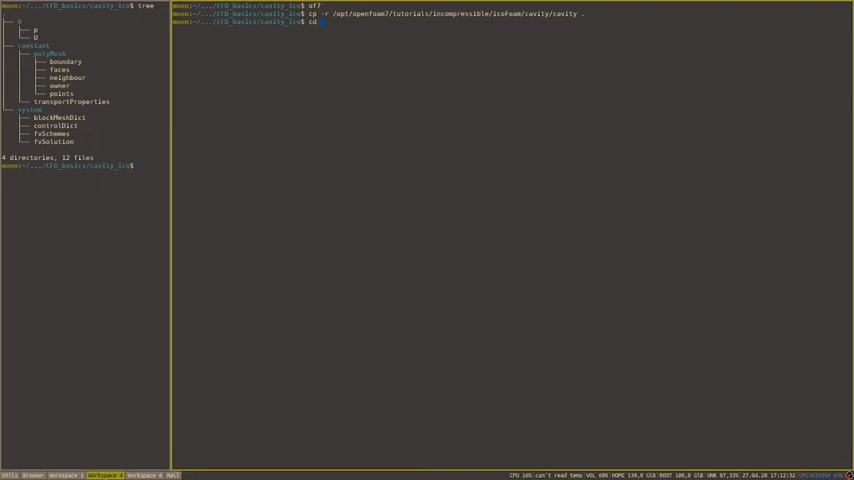 moon:~/.../CFD_basics/cavity_ico$ tree
.
├── 0
│   ├── p
│   └── U
├── constant
│   ├── polyMesh
│   │   ├── boundary
│   │   ├── faces
│   │   ├── neighbour
│   │   ├── owner
│   │   └── points
│   └── transportProperties
└── system
    ├── blockMeshDict
    ├── controlDict
    ├── fvSchemes
    └── fvSolution
4 directories, 12 files
moon:~/.../CFD_basics/cavity_ico$
moon:~/.../CFD_basics/cavity_ico$ of7
moon:~/.../CFD_basics/cavity_ico$ cp -r /opt/openfoam7/tutorials/incompressible/icoFoam/cavity/cavity .
moon:~/.../CFD_basics/cavity_ico$ cd
Utils Browser Workspace 3 Workspace 4 Workspace 6 Mail
CPU 16% | can't read temp | VOL 60% | HOME 130,0 GiB | ROOT 100,0 GiB | UNK 87,33% | 27.04.20 17:12:32